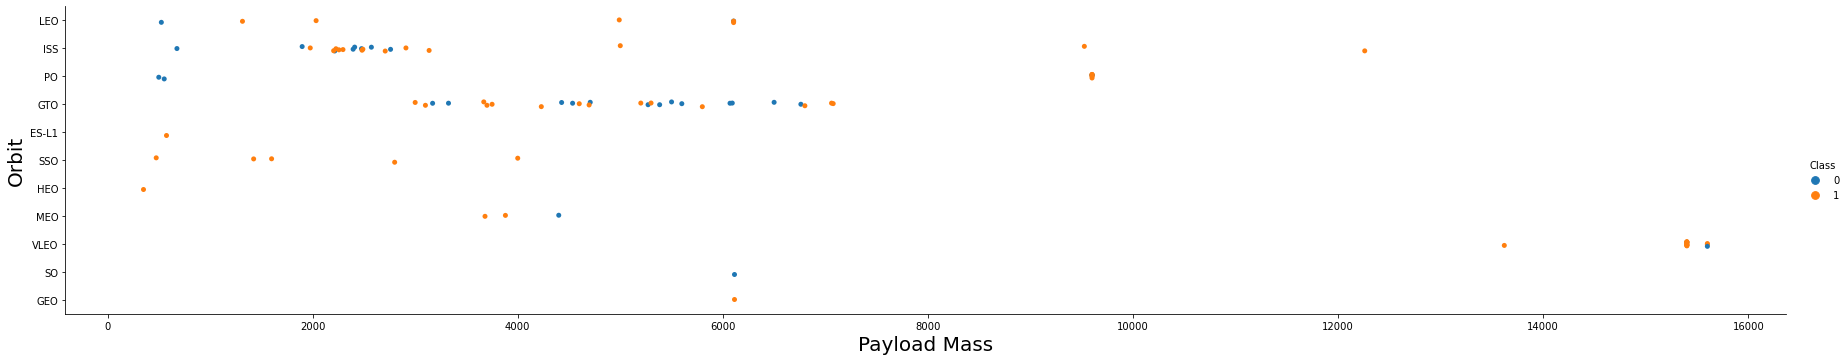 LEO
ISS
PO
GTO
ES-L1
SSO
HEO
MEO
VLEO
SO
GEO
Orbit
0 2000 4000 6000 8000 10000 12000 14000 16000
Payload Mass
Class
0
1